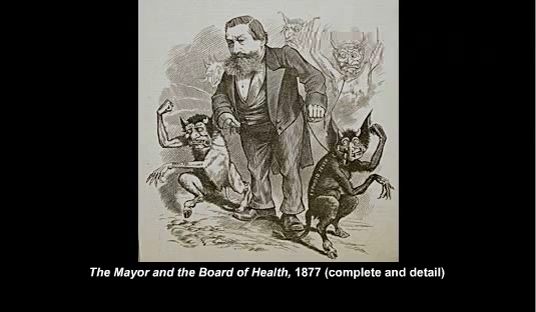 The Mayor and the Board of Health, 1877 (complete and detail)